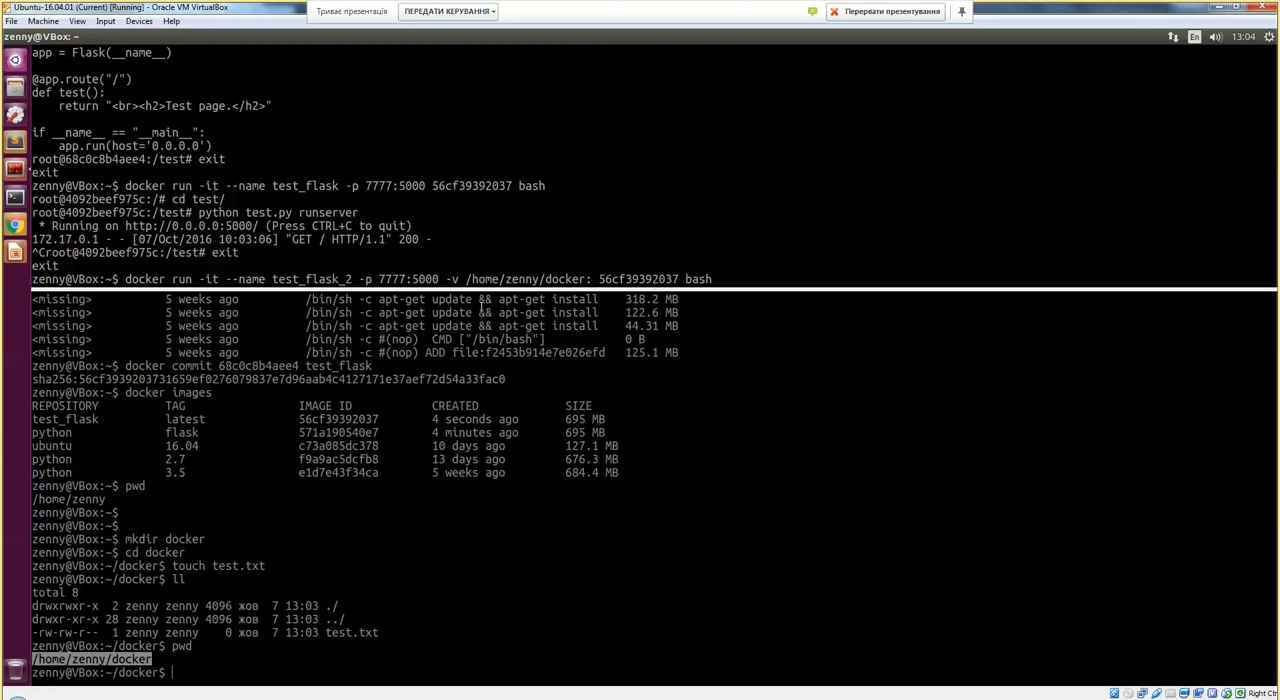 Ubuntu-16.04.01 (Current) [Running] - Oracle VM VirtualBox
Триває презентація
ПЕРЕДАТИ КЕРУВАННЯ
Перервати презентування
File Machine View Input Devices Help
zenny@VBox: ~
En
13:04
app = Flask(__name__)
@app.route("/")
def test():
    return "<br><h2>Test page.</h2>"
if __name__ == "__main__":
    app.run(host='0.0.0.0')
root@68c0c8b4aee4:/test# exit
exit
zenny@VBox:~$ docker run -it --name test_flask -p 7777:5000 56cf39392037 bash
root@4092beef975c:/# cd test/
root@4092beef975c:/test# python test.py runserver
 * Running on http://0.0.0.0:5000/ (Press CTRL+C to quit)
172.17.0.1 - - [07/Oct/2016 10:03:06] "GET / HTTP/1.1" 200 -
^Croot@4092beef975c:/test# exit
exit
zenny@VBox:~$ docker run -it --name test_flask_2 -p 7777:5000 -v /home/zenny/docker: 56cf39392037 bash
<missing> 5 weeks ago /bin/sh -c apt-get update && apt-get install 318.2 MB
<missing> 5 weeks ago /bin/sh -c apt-get update && apt-get install 122.6 MB
<missing> 5 weeks ago /bin/sh -c apt-get update && apt-get install 44.31 MB
<missing> 5 weeks ago /bin/sh -c #(nop) CMD ["/bin/bash"] 0 B
<missing> 5 weeks ago /bin/sh -c #(nop) ADD file:f2453b914e7e026efd 125.1 MB
zenny@VBox:~$ docker commit 68c0c8b4aee4 test_flask
sha256:56cf3939203731659ef0276079837e7d96aab4c4127171e37aef72d54a33fac0
zenny@VBox:~$ docker images
REPOSITORY TAG IMAGE ID CREATED SIZE
test_flask latest 56cf39392037 4 seconds ago 695 MB
python flask 571a190540e7 4 minutes ago 695 MB
ubuntu 16.04 c73a085dc378 10 days ago 127.1 MB
python 2.7 f9a9ac5dcfb8 13 days ago 676.3 MB
python 3.5 e1d7e43f34ca 5 weeks ago 684.4 MB
zenny@VBox:~$ pwd
/home/zenny
zenny@VBox:~$
zenny@VBox:~$
zenny@VBox:~$ mkdir docker
zenny@VBox:~$ cd docker
zenny@VBox:~/docker$ touch test.txt
zenny@VBox:~/docker$ ll
total 8
drwxrwxr-x 2 zenny zenny 4096 жов 7 13:03 ./
drwxr-xr-x 28 zenny zenny 4096 жов 7 13:03 ../
-rw-rw-r-- 1 zenny zenny 0 жов 7 13:03 test.txt
zenny@VBox:~/docker$ pwd
/home/zenny/docker
zenny@VBox:~/docker$
Right Ctrl